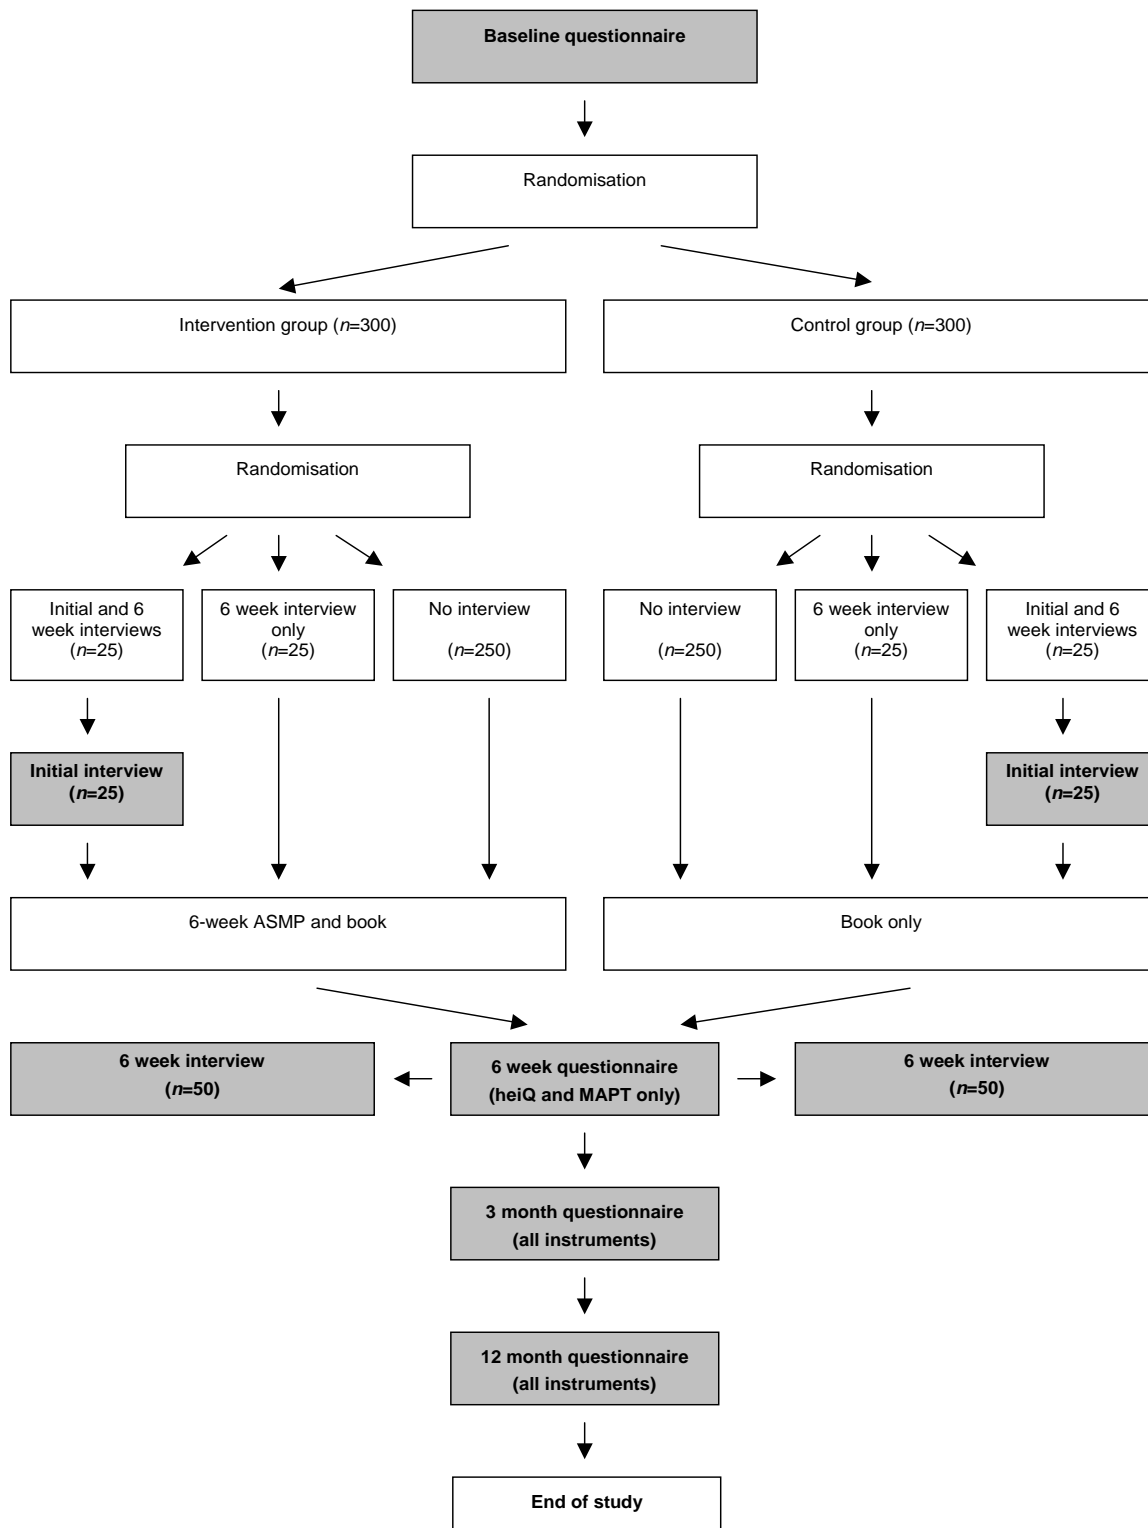 Baseline questionnaire
Randomisation
Intervention group (n=300)
Control group (n=300)
Randomisation
Randomisation
Initial and 6
week interviews
(n=25)
6 week interview
only
(n=25)
No interview
(n=250)
No interview
(n=250)
6 week interview
only
(n=25)
Initial and 6
week interviews
(n=25)
Initial interview
(n=25)
Initial interview
(n=25)
6-week ASMP and book
Book only
6 week interview
(n=50)
6 week questionnaire
(heiQ and MAPT only)
6 week interview
(n=50)
3 month questionnaire
(all instruments)
12 month questionnaire
(all instruments)
End of study